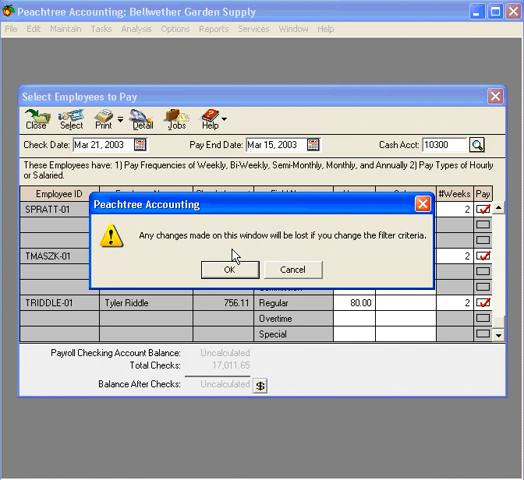 Peachtree Accounting: Bellwether Garden Supply
File Edit Maintain Tasks Analysis Options Reports Services Window Help
Select Employees to Pay
Close Select Print Detail Jobs Help
Check Date: Mar 21, 2003 Pay End Date: Mar 15, 2003 Cash Acct: 10300
These Employees have: 1) Pay Frequencies of Weekly, Bi-Weekly, Semi-Monthly, Monthly, and Annually 2) Pay Types of Hourly
or Salaried.
Employee ID #Weeks Pay
SPRATT-01 2
Peachtree Accounting
Any changes made on this window will be lost if you change the filter criteria.
TMASZK-01 2
OK Cancel
TRIDDLE-01 Tyler Riddle 756.11 Regular 80.00 2
Overtime
Special
Payroll Checking Account Balance: Uncalculated
Total Checks: 17,011.65
Balance After Checks: Uncalculated